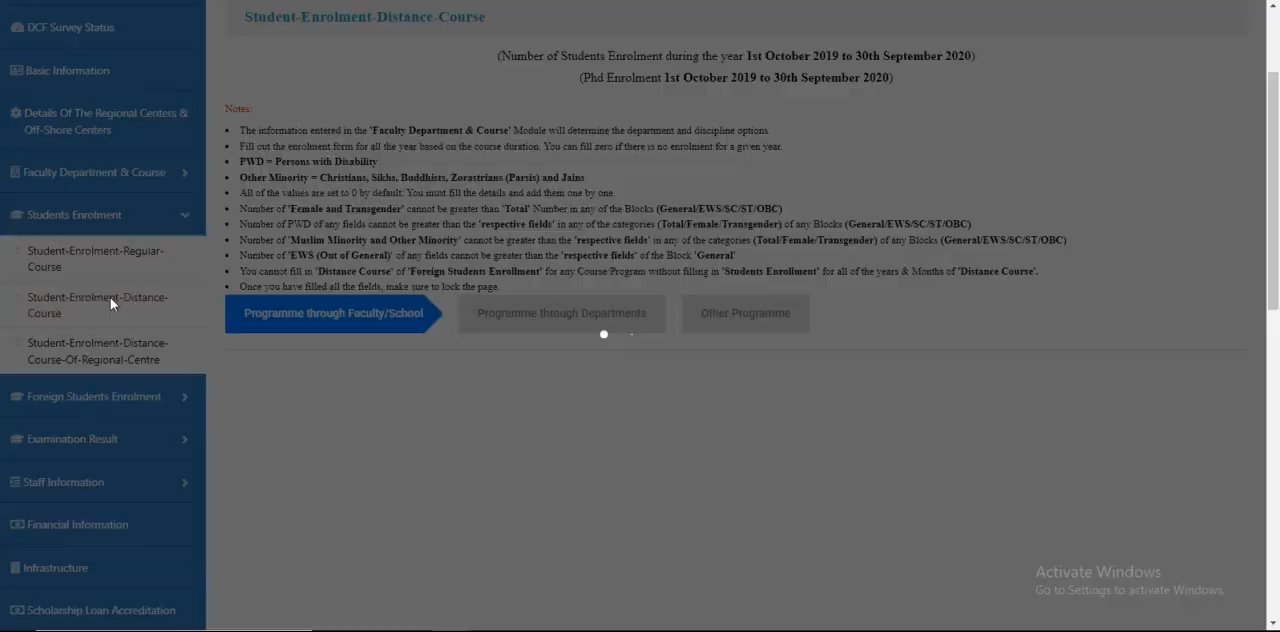 DCF Survey Status
Basic Information
Details Of The Regional Centers &
Off-Shore Centers
Faculty Department & Course
Students Enrolment
Student-Enrolment-Regular-
Course
Student-Enrolment-Distance-
Course
Student-Enrolment-Distance-
Course-Of-Regional-Centre
Foreign Students Enrolment
Examination Result
Staff Information
Financial Information
Infrastructure
Scholarship Loan Accreditation
Student-Enrolment-Distance-Course
(Number of Students Enrolment during the year 1st October 2019 to 30th September 2020)
(Phd Enrolment 1st October 2019 to 30th September 2020)
Notes:
• The information entered in the 'Faculty Department & Course' Module will determine the department and discipline options.
• Fill out the enrolment form for all the year based on the course duration. You can fill zero if there is no enrolment for a given year.
• PWD = Persons with Disability
• Other Minority = Christians, Sikhs, Buddhists, Zorastrians (Parsis) and Jains
• All of the values are set to 0 by default. You must fill the details and add them one by one.
• Number of 'Female and Transgender' cannot be greater than 'Total' Number in any of the Blocks (General/EWS/SC/ST/OBC)
• Number of PWD of any fields cannot be greater than the 'respective fields' in any of the categories (Total/Female/Transgender) of any Blocks (General/EWS/SC/ST/OBC)
• Number of 'Muslim Minority and Other Minority' cannot be greater than the 'respective fields' in any of the categories (Total/Female/Transgender) of any Blocks (General/EWS/SC/ST/OBC)
• Number of 'EWS (Out of General)' of any fields cannot be greater than the 'respective fields' of the Block 'General'
• You cannot fill in 'Distance Course' of 'Foreign Students Enrollment' for any Course/Program without filling in 'Students Enrollment' for all of the years & Months of 'Distance Course'.
• Once you have filled all the fields, make sure to lock the page.
Programme through Faculty/School
Programme through Departments
Other Programme
Activate Windows
Go to Settings to activate Windows.